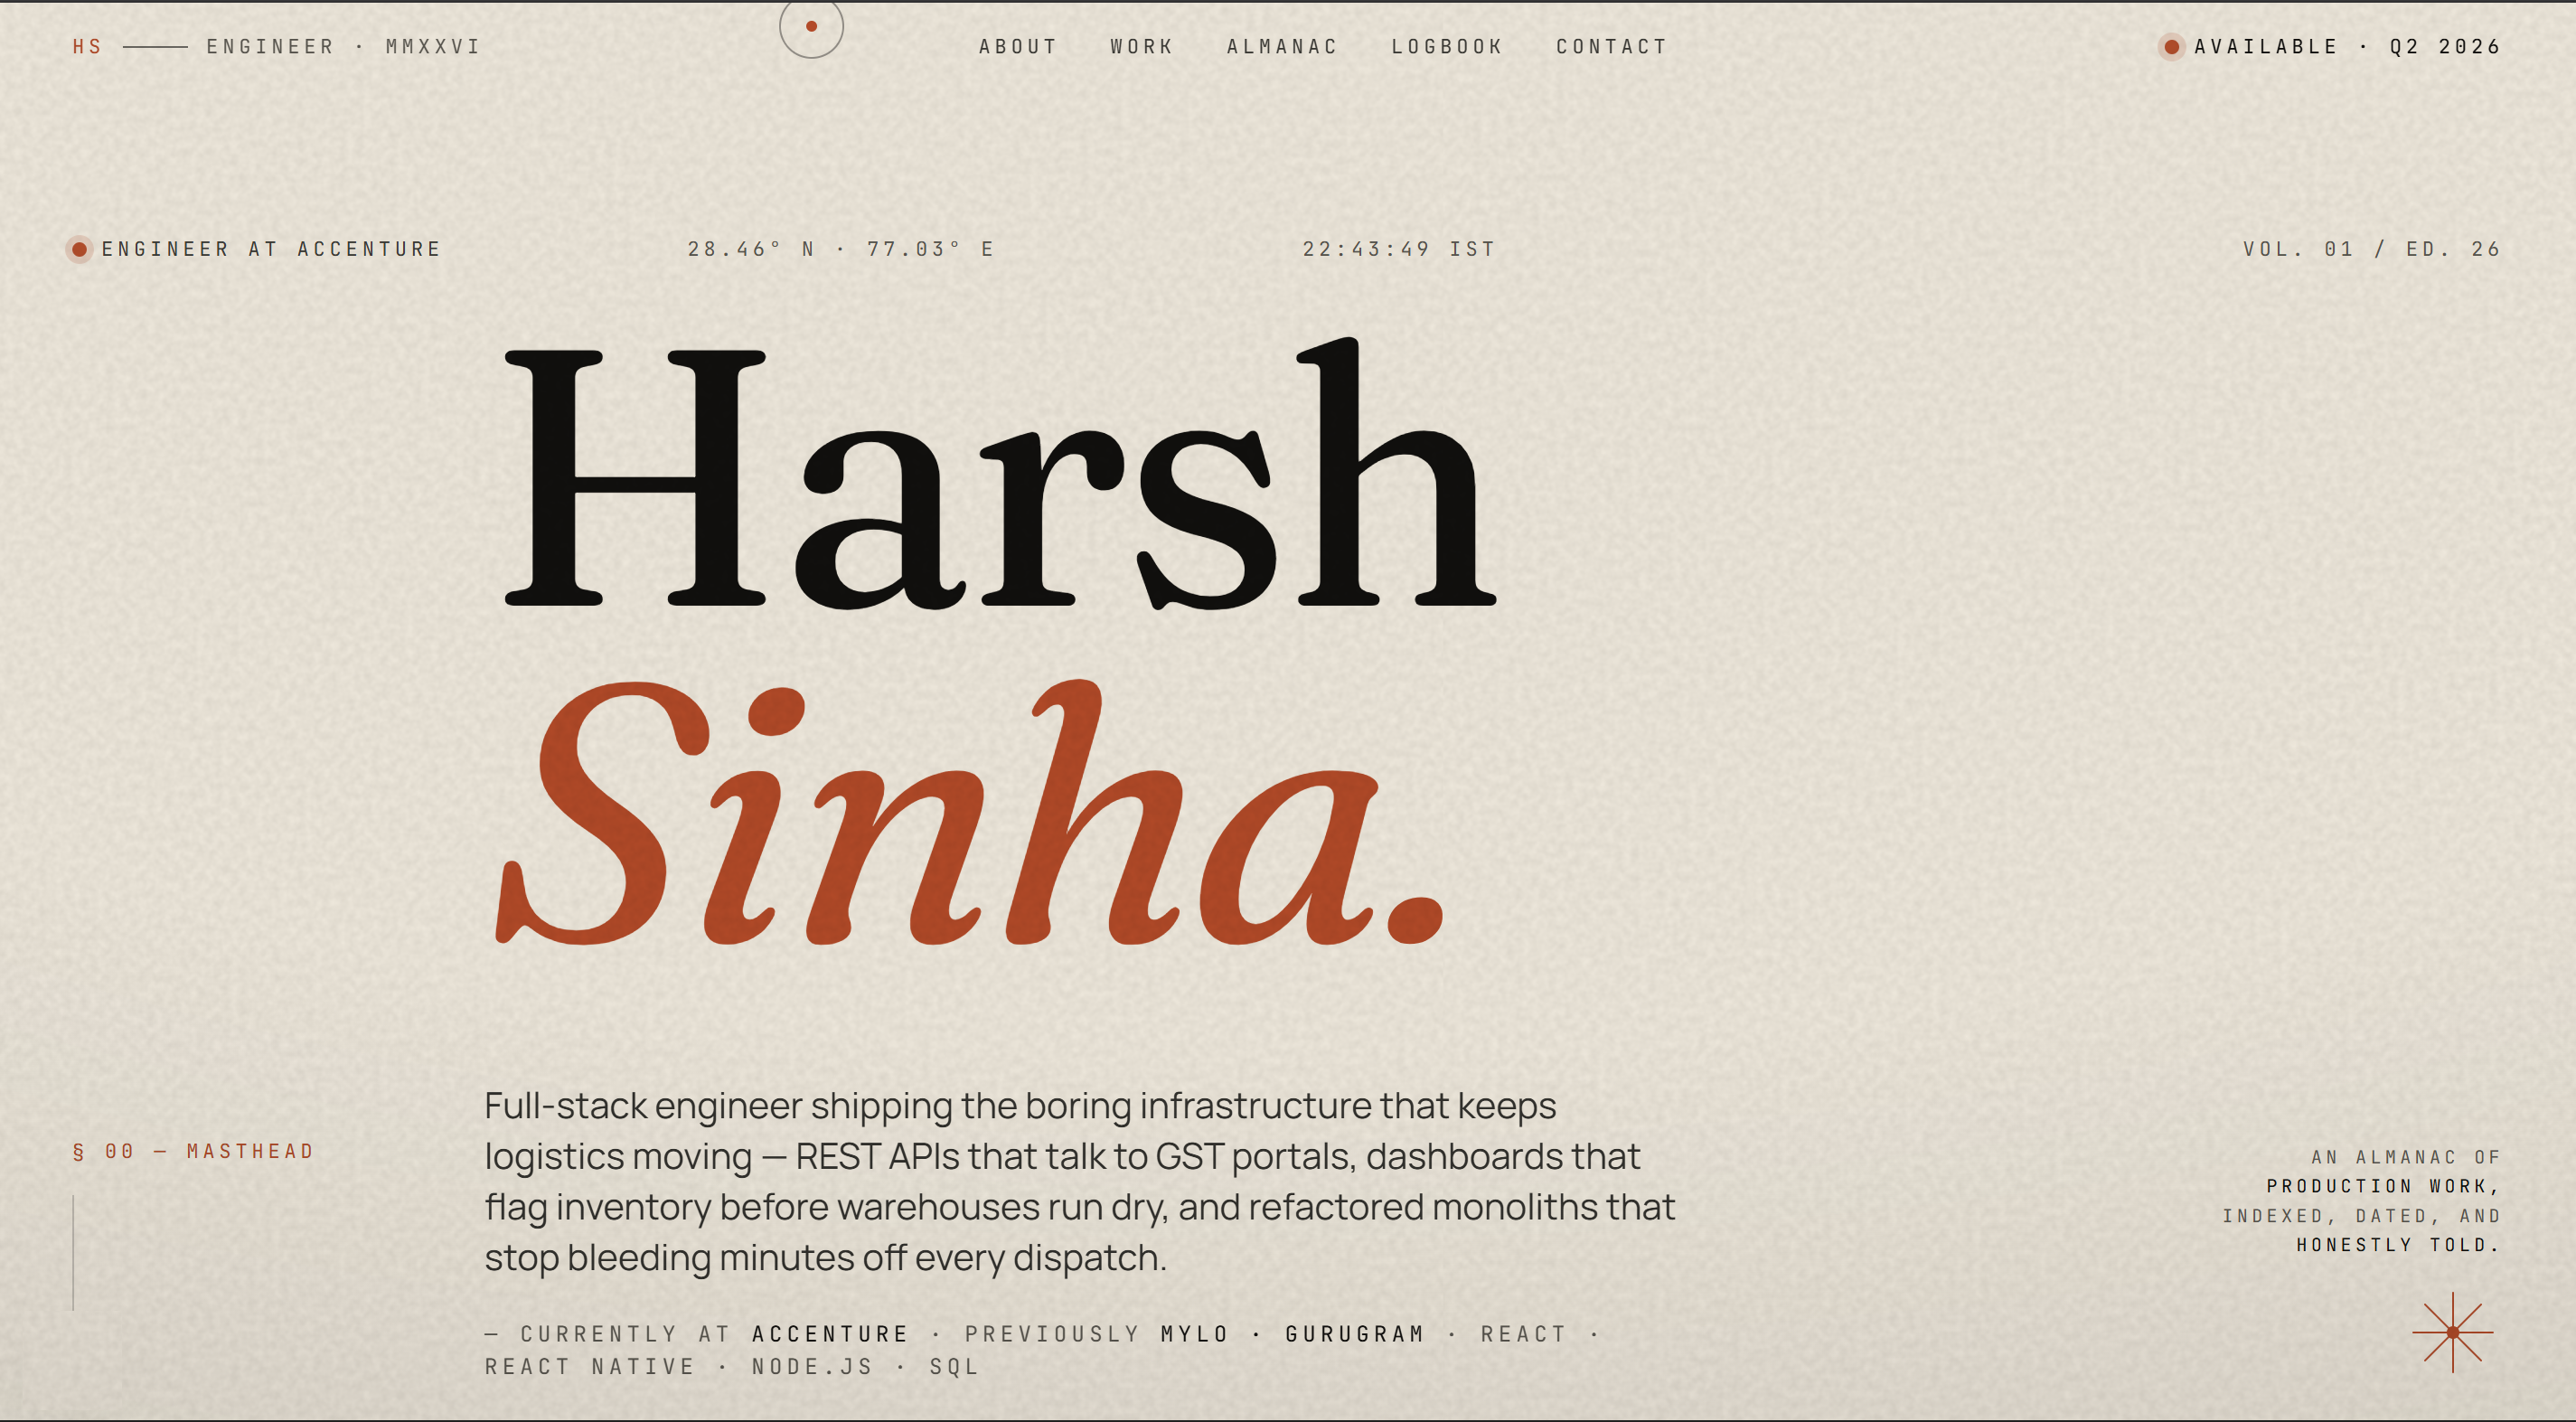 HS — ENGINEER · MMXXVI
ABOUT WORK ALMANAC LOGBOOK CONTACT
AVAILABLE · Q2 2026
ENGINEER AT ACCENTURE
28.46° N · 77.03° E
22:43:49 IST
VOL. 01 / ED. 26
Harsh
Sinha.
§ 00 — MASTHEAD
Full-stack engineer shipping the boring infrastructure that keeps
logistics moving — REST APIs that talk to GST portals, dashboards that
flag inventory before warehouses run dry, and refactored monoliths that
stop bleeding minutes off every dispatch.
— CURRENTLY AT ACCENTURE · PREVIOUSLY MYLO · GURUGRAM · REACT ·
REACT NATIVE · NODE.JS · SQL
AN ALMANAC OF
PRODUCTION WORK,
INDEXED, DATED, AND
HONESTLY TOLD.